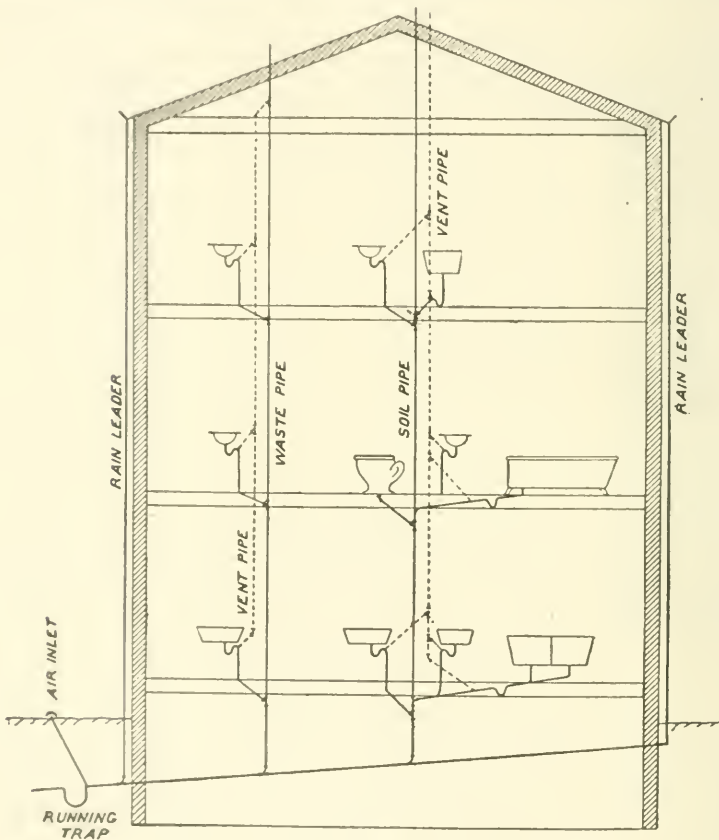 VENT PIPE
RAIN LEADER
RAIN LEADER
WASTE PIPE
SOIL PIPE
VENT PIPE
AIR INLET
RUNNING
TRAP